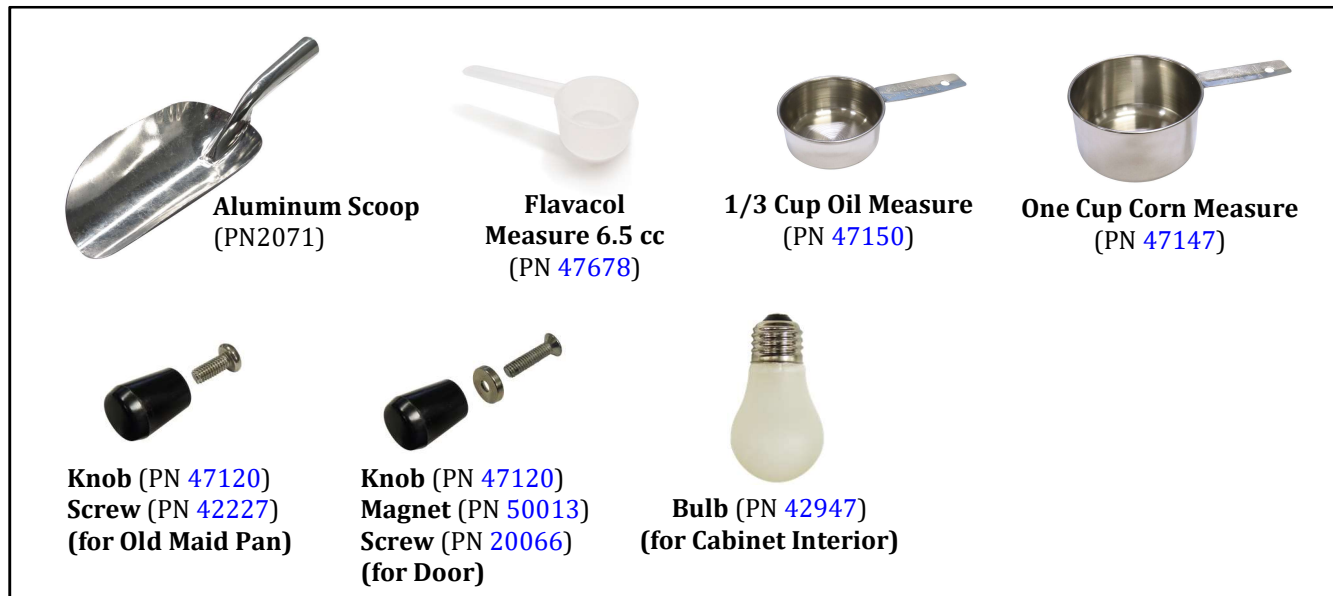 Aluminum Scoop
(PN2071)
Flavacol
Measure 6.5 cc
(PN 47678)
1/3 Cup Oil Measure
(PN 47150)
One Cup Corn Measure
(PN 47147)
Knob (PN 47120)
Screw (PN 42227)
(for Old Maid Pan)
Knob (PN 47120)
Magnet (PN 50013)
Screw (PN 20066)
(for Door)
Bulb (PN 42947)
(for Cabinet Interior)